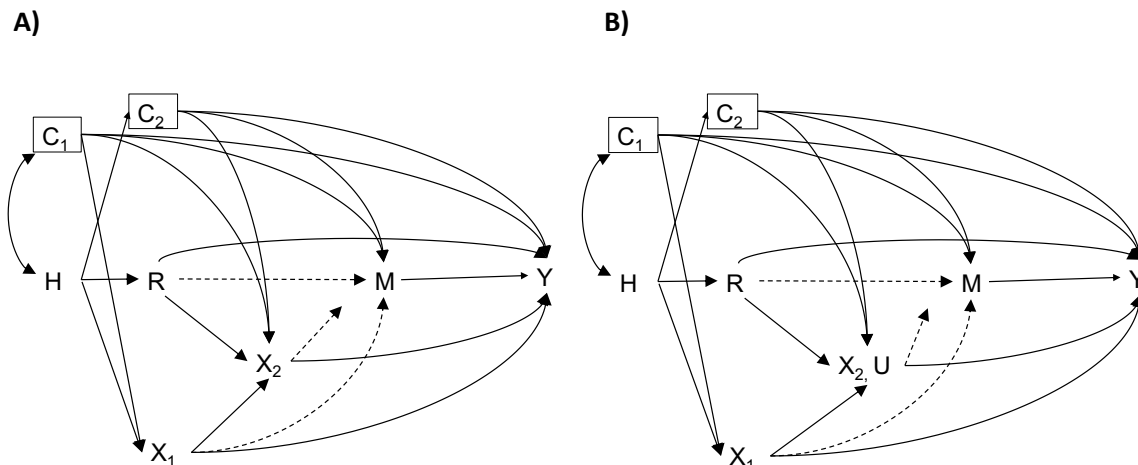 A) B)
C₂ C₂
C₁ C₁
H R M Y H R M Y
X₂ X₂, U
X₁ X₁